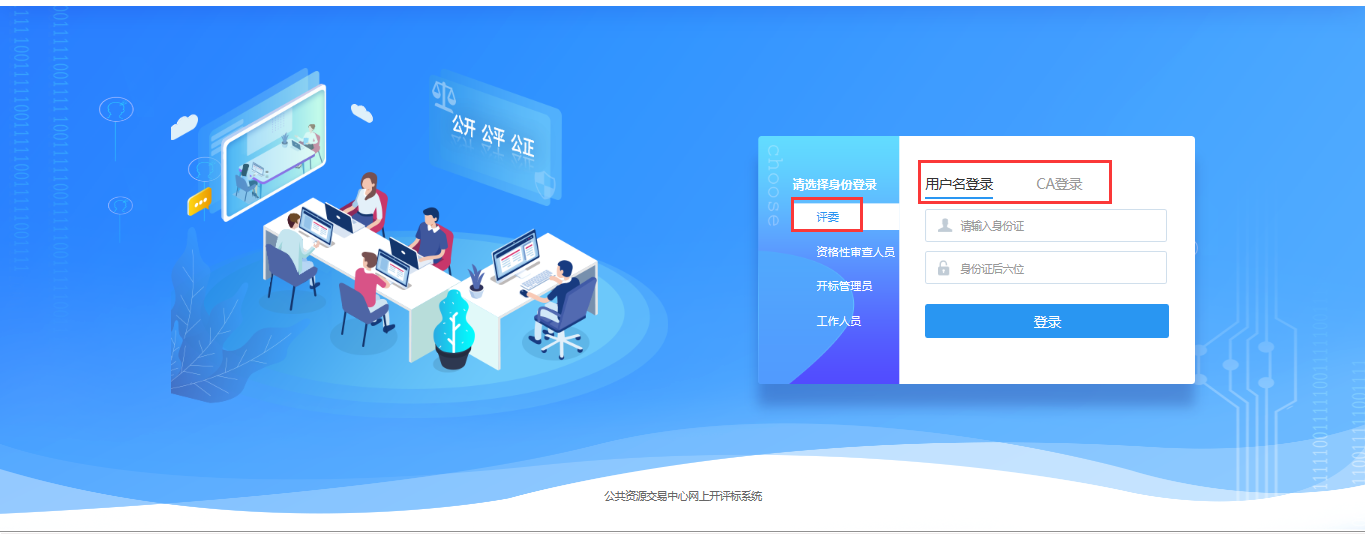 公开 公平 公正
choose
请选择身份登录
评委
资格性审查人员
开标管理员
工作人员
用户名登录 CA登录
请输入身份证
身份证后六位
登录
公共资源交易中心网上开评标系统